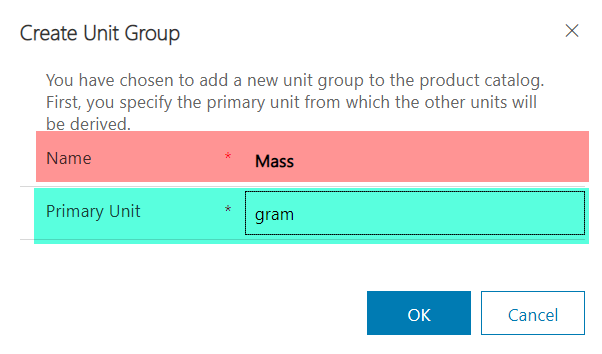 Create Unit Group
You have chosen to add a new unit group to the product catalog.
First, you specify the primary unit from which the other units will
be derived.
Name * Mass
Primary Unit * gram
OK Cancel